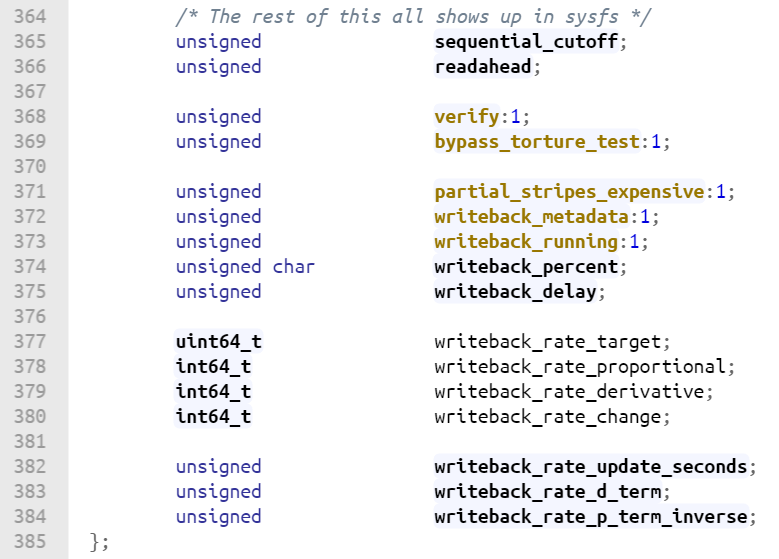 364 /* The rest of this all shows up in sysfs */
365 unsigned sequential_cutoff;
366 unsigned readahead;
367
368 unsigned verify:1;
369 unsigned bypass_torture_test:1;
370
371 unsigned partial_stripes_expensive:1;
372 unsigned writeback_metadata:1;
373 unsigned writeback_running:1;
374 unsigned char writeback_percent;
375 unsigned writeback_delay;
376
377 uint64_t writeback_rate_target;
378 int64_t writeback_rate_proportional;
379 int64_t writeback_rate_derivative;
380 int64_t writeback_rate_change;
381
382 unsigned writeback_rate_update_seconds;
383 unsigned writeback_rate_d_term;
384 unsigned writeback_rate_p_term_inverse;
385 };